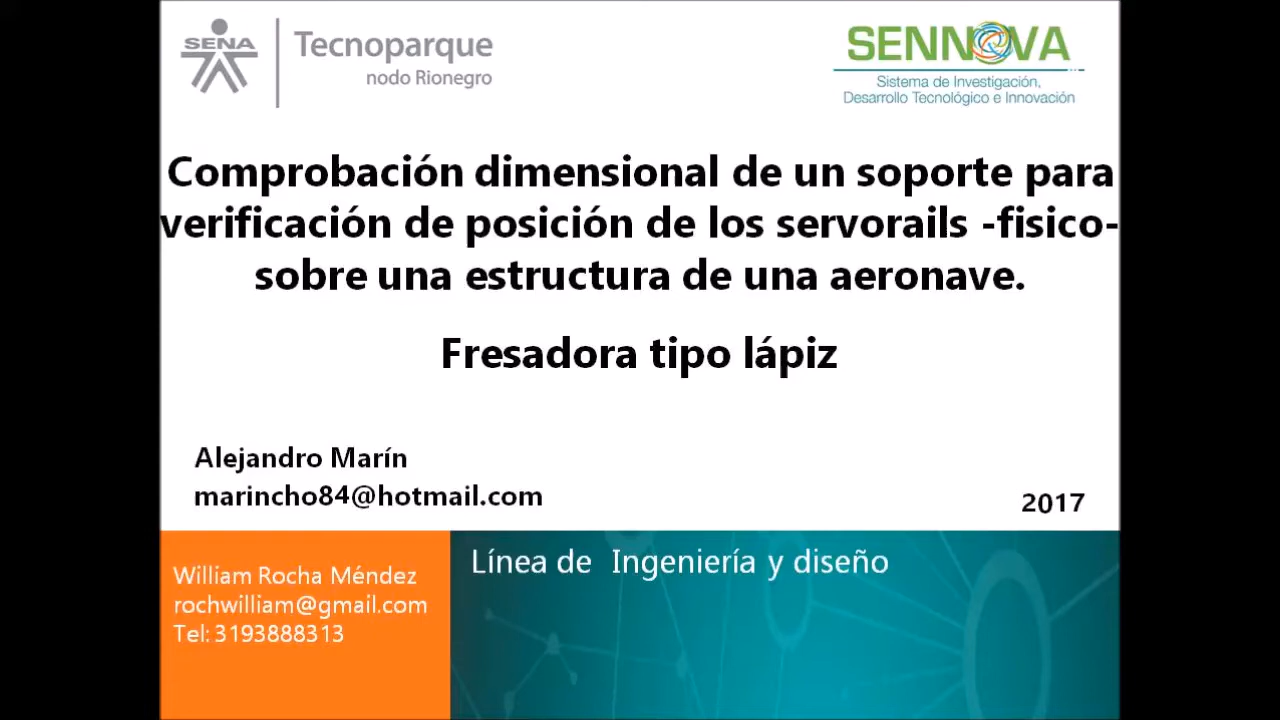 SENA
Tecnoparque
nodo Rionegro
SENNOVA
Sistema de Investigación,
Desarrollo Tecnológico e Innovación
Comprobación dimensional de un soporte para
verificación de posición de los servorails -fisico-
sobre una estructura de una aeronave.
Fresadora tipo lápiz
Alejandro Marín
marincho84@hotmail.com
2017
William Rocha Méndez
rochwilliam@gmail.com
Tel: 3193888313
Línea de Ingeniería y diseño